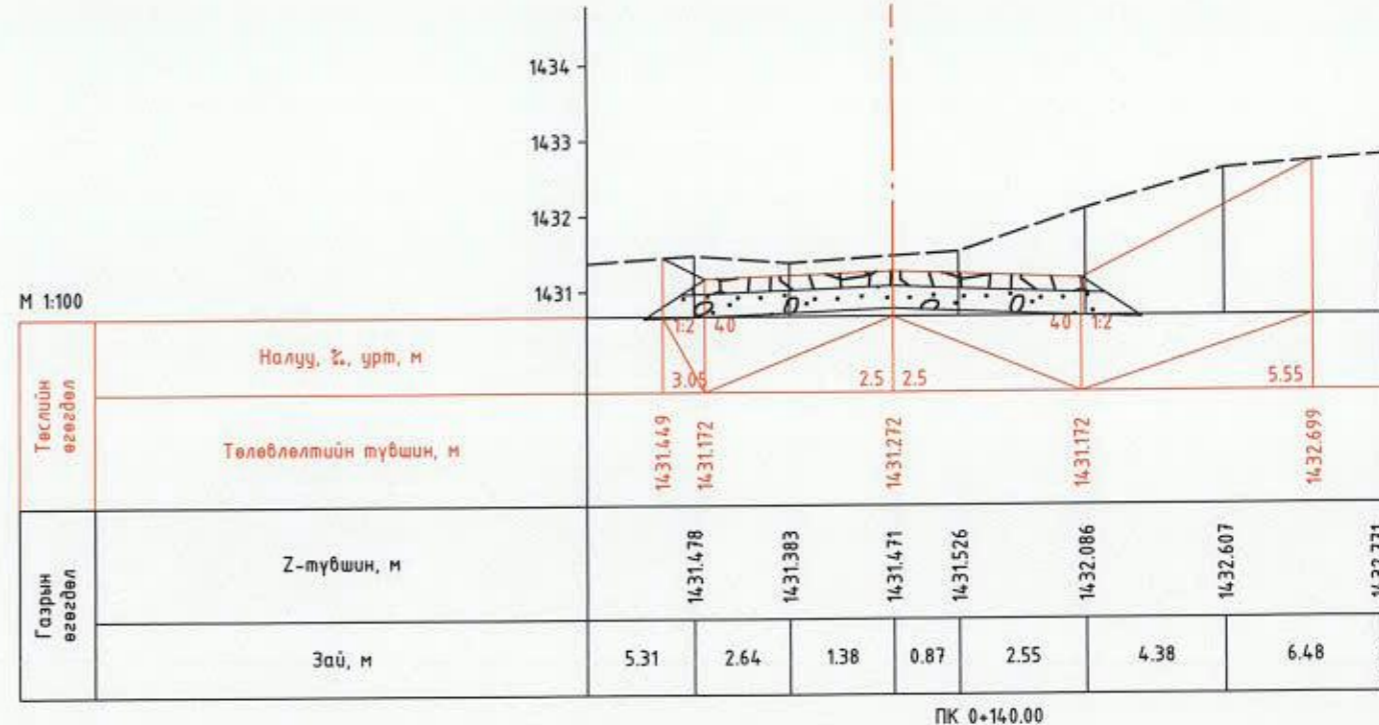 1434
1433
1432
1431
М 1:100
Төслийн өгөгдөл
Налуу, ‰, урт, м
1:2 40 40 1:2
3.05 2.5 2.5 5.55
Төлөвлөлтийн түвшин, м
1431.449 1431.172 1431.272 1431.172 1432.699
Газрын өгөгдөл
Z-түвшин, м
1431.478 1431.383 1431.471 1431.526 1432.086 1432.607
Зай, м
5.31 2.64 1.38 0.87 2.55 4.38 6.48
ПК 0+140.00